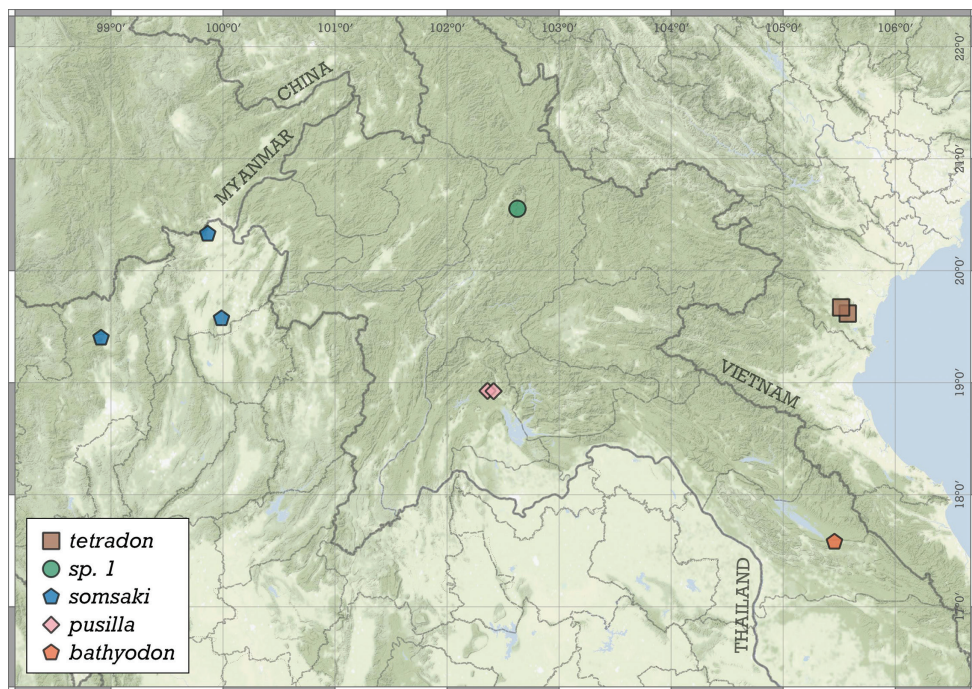 99°0′ 100°0′ 101°0′ 102°0′ 103°0′ 104°0′ 105°0′ 106°0′
22°0′
CHINA
MYANMAR
21°0′
20°0′
19°0′
VIETNAM
18°0′
THAILAND
17°0′
tetradon
sp. 1
somsaki
pusilla
bathyodon